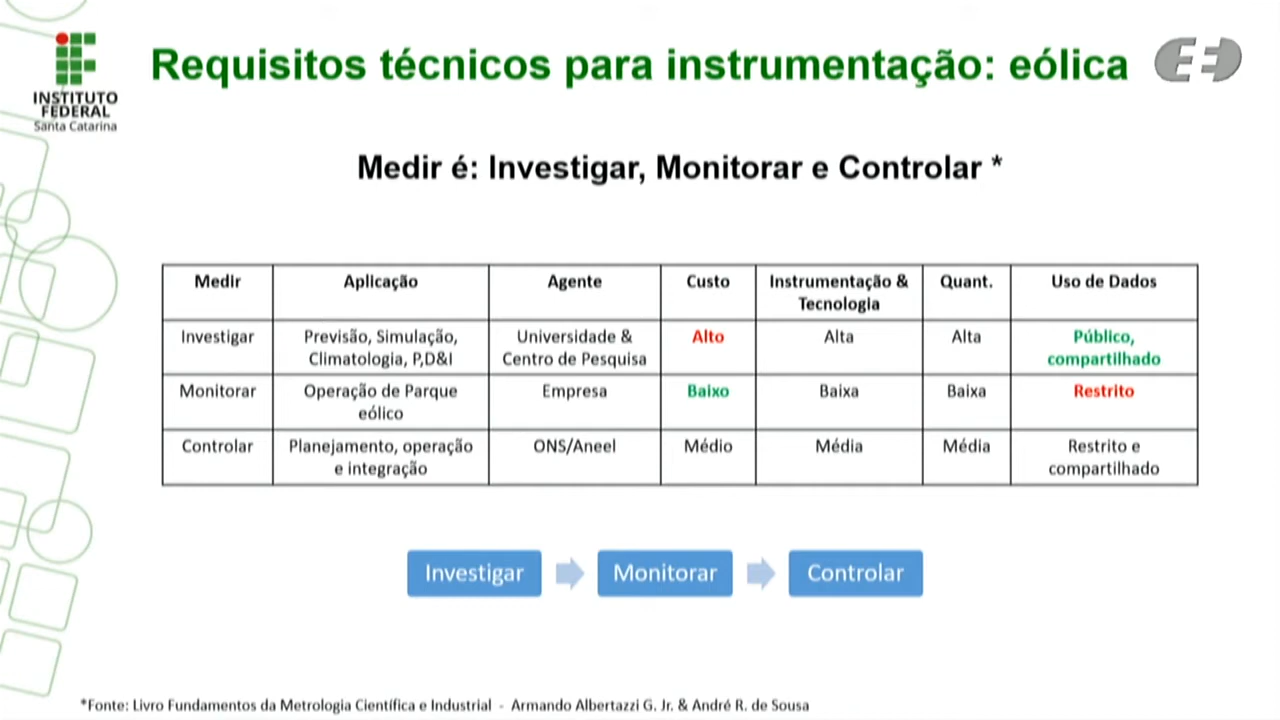 Requisitos técnicos para instrumentação: eólica
INSTITUTO
FEDERAL
Santa Catarina
Medir é: Investigar, Monitorar e Controlar *
Medir Aplicação Agente Custo Instrumentação & Tecnologia Quant. Uso de Dados
Investigar Previsão, Simulação, Climatologia, P,D&I Universidade & Centro de Pesquisa Alto Alta Alta Público, compartilhado
Monitorar Operação de Parque eólico Empresa Baixo Baixa Baixa Restrito
Controlar Planejamento, operação e integração ONS/Aneel Médio Média Média Restrito e compartilhado
Investigar Monitorar Controlar
*Fonte: Livro Fundamentos da Metrologia Científica e Industrial - Armando Albertazzi G. Jr. & André R. de Sousa